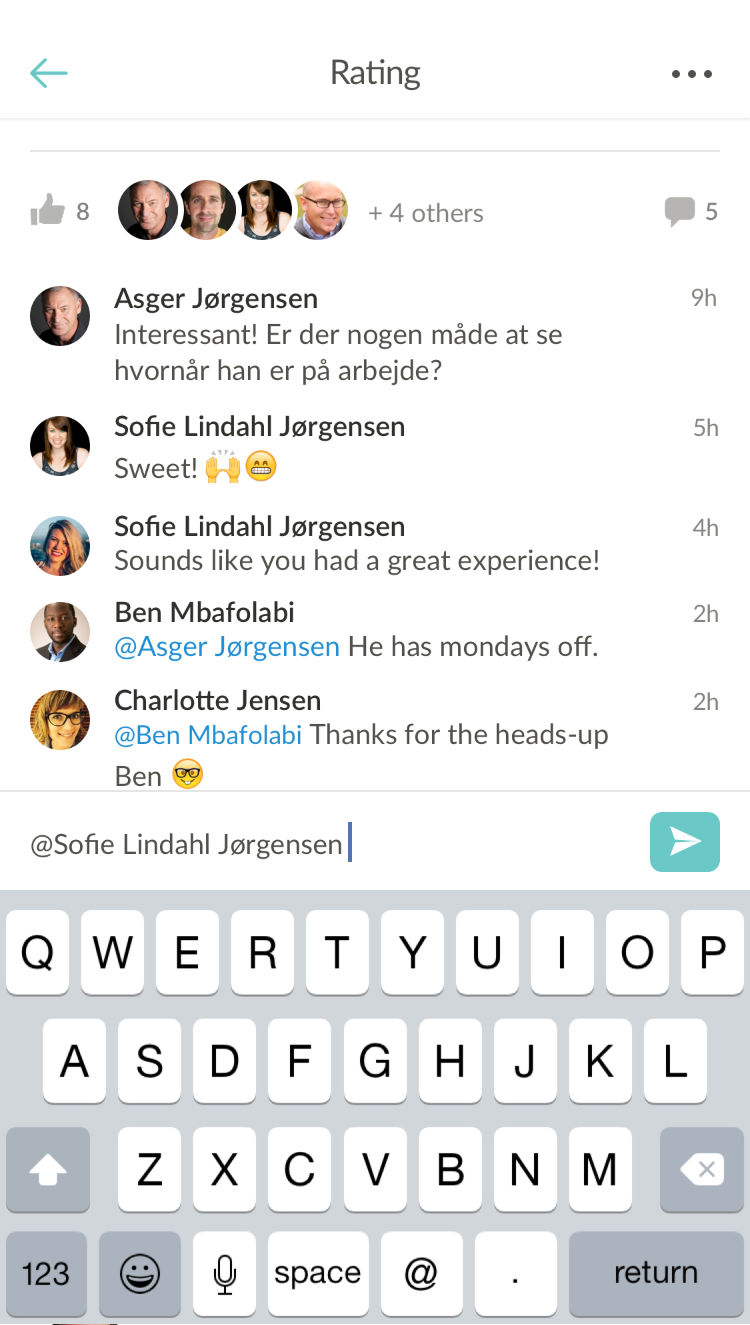 Rating
8 + 4 others 5
Asger Jørgensen 9h
Interessant! Er der nogen måde at se
hvornår han er på arbejde?
Sofie Lindahl Jørgensen 5h
Sweet! 🙌😁
Sofie Lindahl Jørgensen 4h
Sounds like you had a great experience!
Ben Mbafolabi 2h
@Asger Jørgensen He has mondays off.
Charlotte Jensen 2h
@Ben Mbafolabi Thanks for the heads-up
Ben 🤓
@Sofie Lindahl Jørgensen
Q W E R T Y U I O P
A S D F G H J K L
Z X C V B N M
123 space @ . return